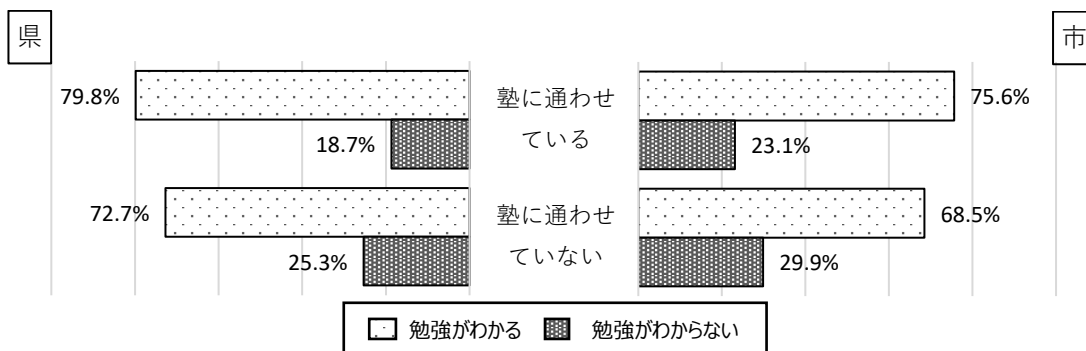 県
市
79.8%
塾に通わせ
ている
75.6%
18.7%
23.1%
72.7%
塾に通わせ
ていない
68.5%
25.3%
29.9%
勉強がわかる
勉強がわからない